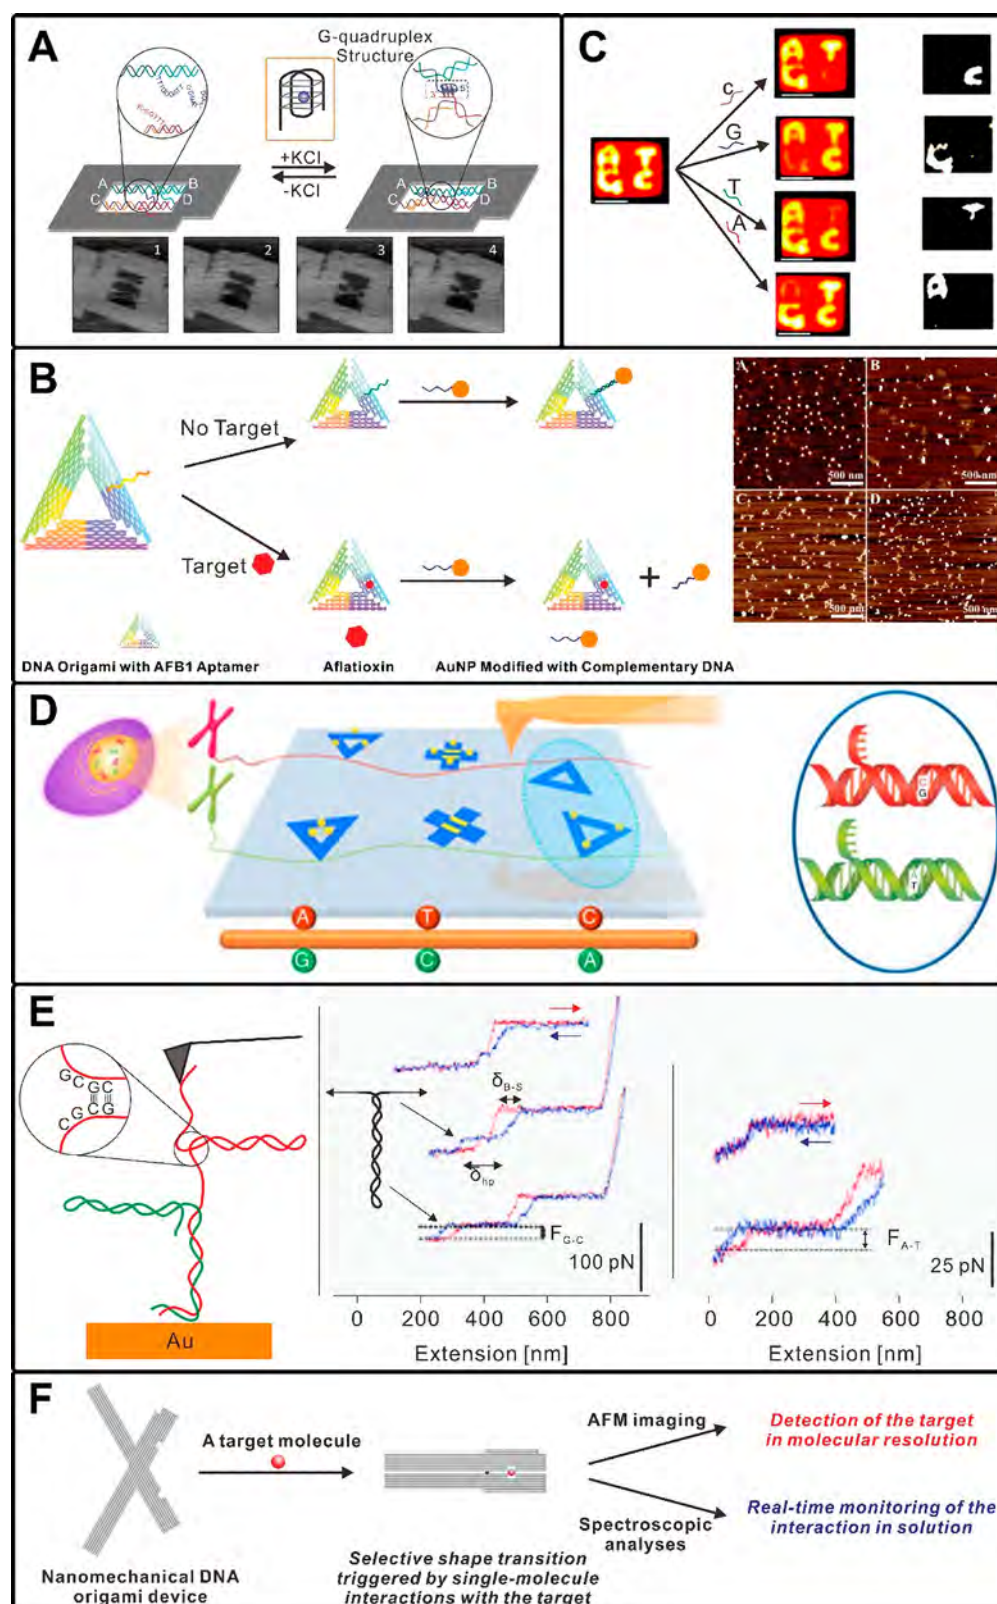 A
G-quadruplex
Structure
+KCl
-KCl
A
B
C
D
A
B
C
D
1
2
3
4
C
C
G
T
A
A T
G C
B
No Target
Target
DNA Origami with AFB1 Aptamer
Aflatioxin
AuNP Modified with Complementary DNA
+
A
B
C
D
500 nm
500 nm
500 nm
500 nm
D
A
T
C
G
C
A
C
G
A
T
E
G
C
G
C
C
G
C
G
Au
δB-S
δhp
FG-C
100 pN
0 200 400 600 800
Extension [nm]
FA-T
25 pN
0 200 400 600 800
Extension [nm]
F
A target molecule
AFM imaging
Detection of the target
in molecular resolution
Spectroscopic
analyses
Real-time monitoring of the
interaction in solution
Nanomechanical DNA
origami device
Selective shape transition
triggered by single-molecule
interactions with the target